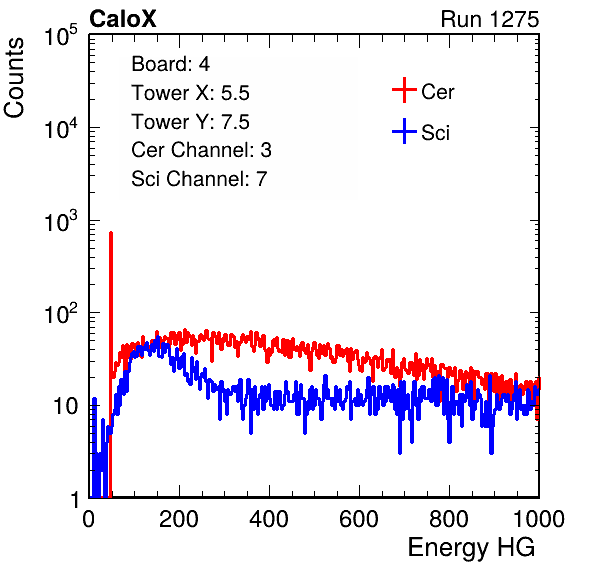 CaloX
Run 1275
Board: 4
Tower X: 5.5
Tower Y: 7.5
Cer Channel: 3
Sci Channel: 7
Cer
Sci
Counts
10^5
10^4
10^3
10^2
10
1
0 200 400 600 800 1000
Energy HG